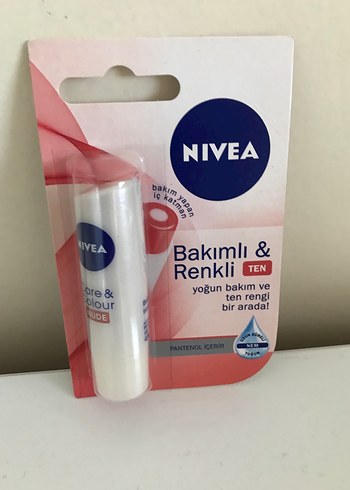 NIVEA
bakım yapan
iç katman
Bakımlı &
Renkli TEN
yoğun bakım ve
ten rengi
bir arada!
PANTENOL İÇERİR
NEM
NIVEA
Care &
Colour
NUDE